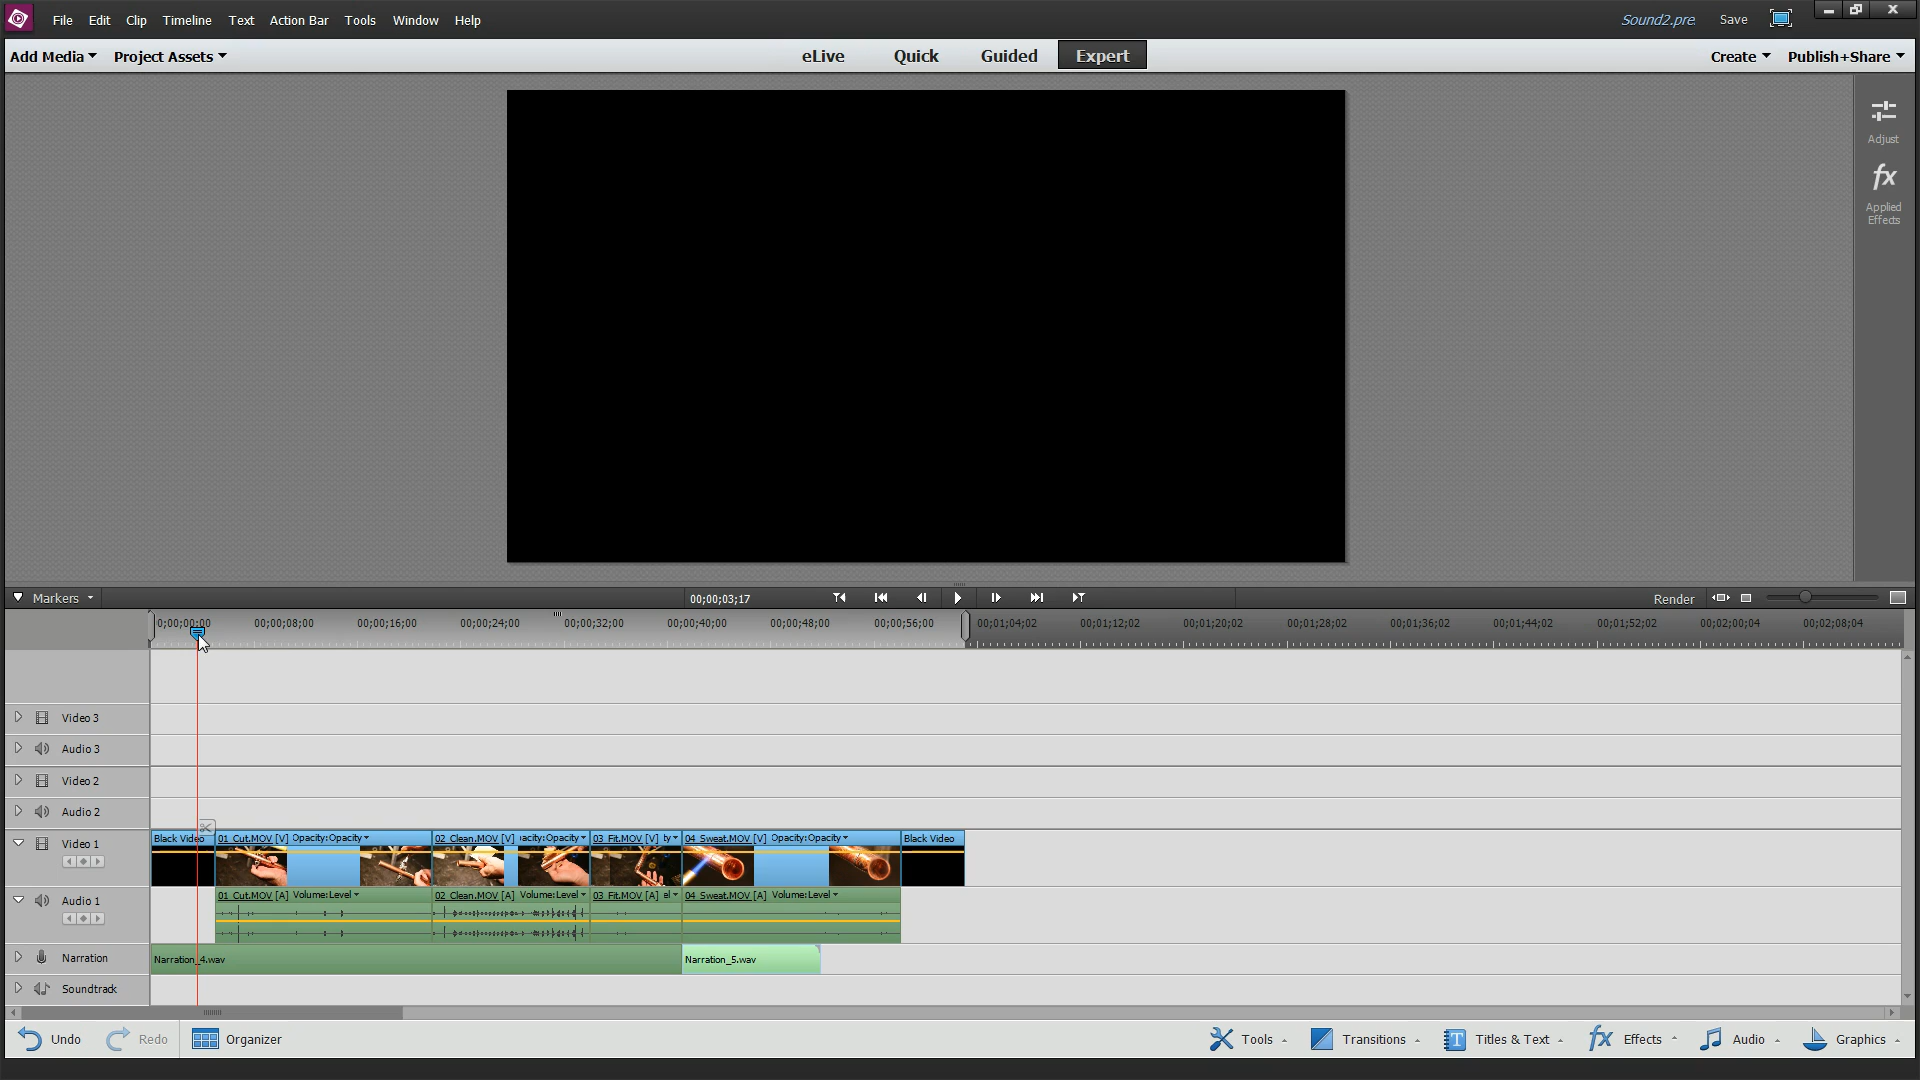 File Edit Clip Timeline Text Action Bar Tools Window Help Sound2.pre Save
Add Media Project Assets eLive Quick Guided Expert Create Publish+Share
Adjust
fx
Applied
Effects
Markers 00;00;03;17 Render
0;00;00;00 00;00;08;00 00;00;16;00 00;00;24;00 00;00;32;00 00;00;40;00 00;00;48;00 00;00;56;00 00;01;04;02 00;01;12;02 00;01;20;02 00;01;28;02 00;01;36;02 00;01;44;02 00;01;52;02 00;02;00;04 00;02;08;04
Video 3
Audio 3
Video 2
Audio 2
Video 1 Black Video 01_Cut.MOV [V] Opacity:Opacity 02_Clean.MOV [V] acity:Opacity 03_Fit.MOV [V] by 04_Sweat.MOV [V] Opacity:Opacity Black Video
Audio 1 01_Cut.MOV [A] Volume:Level 02_Clean.MOV [A] Volume:Level 03_Fit.MOV [A] el 04_Sweat.MOV [A] Volume:Level
Narration Narration_4.wav Narration_5.wav
Soundtrack
Undo Redo Organizer Tools Transitions T Titles & Text fx Effects Audio Graphics